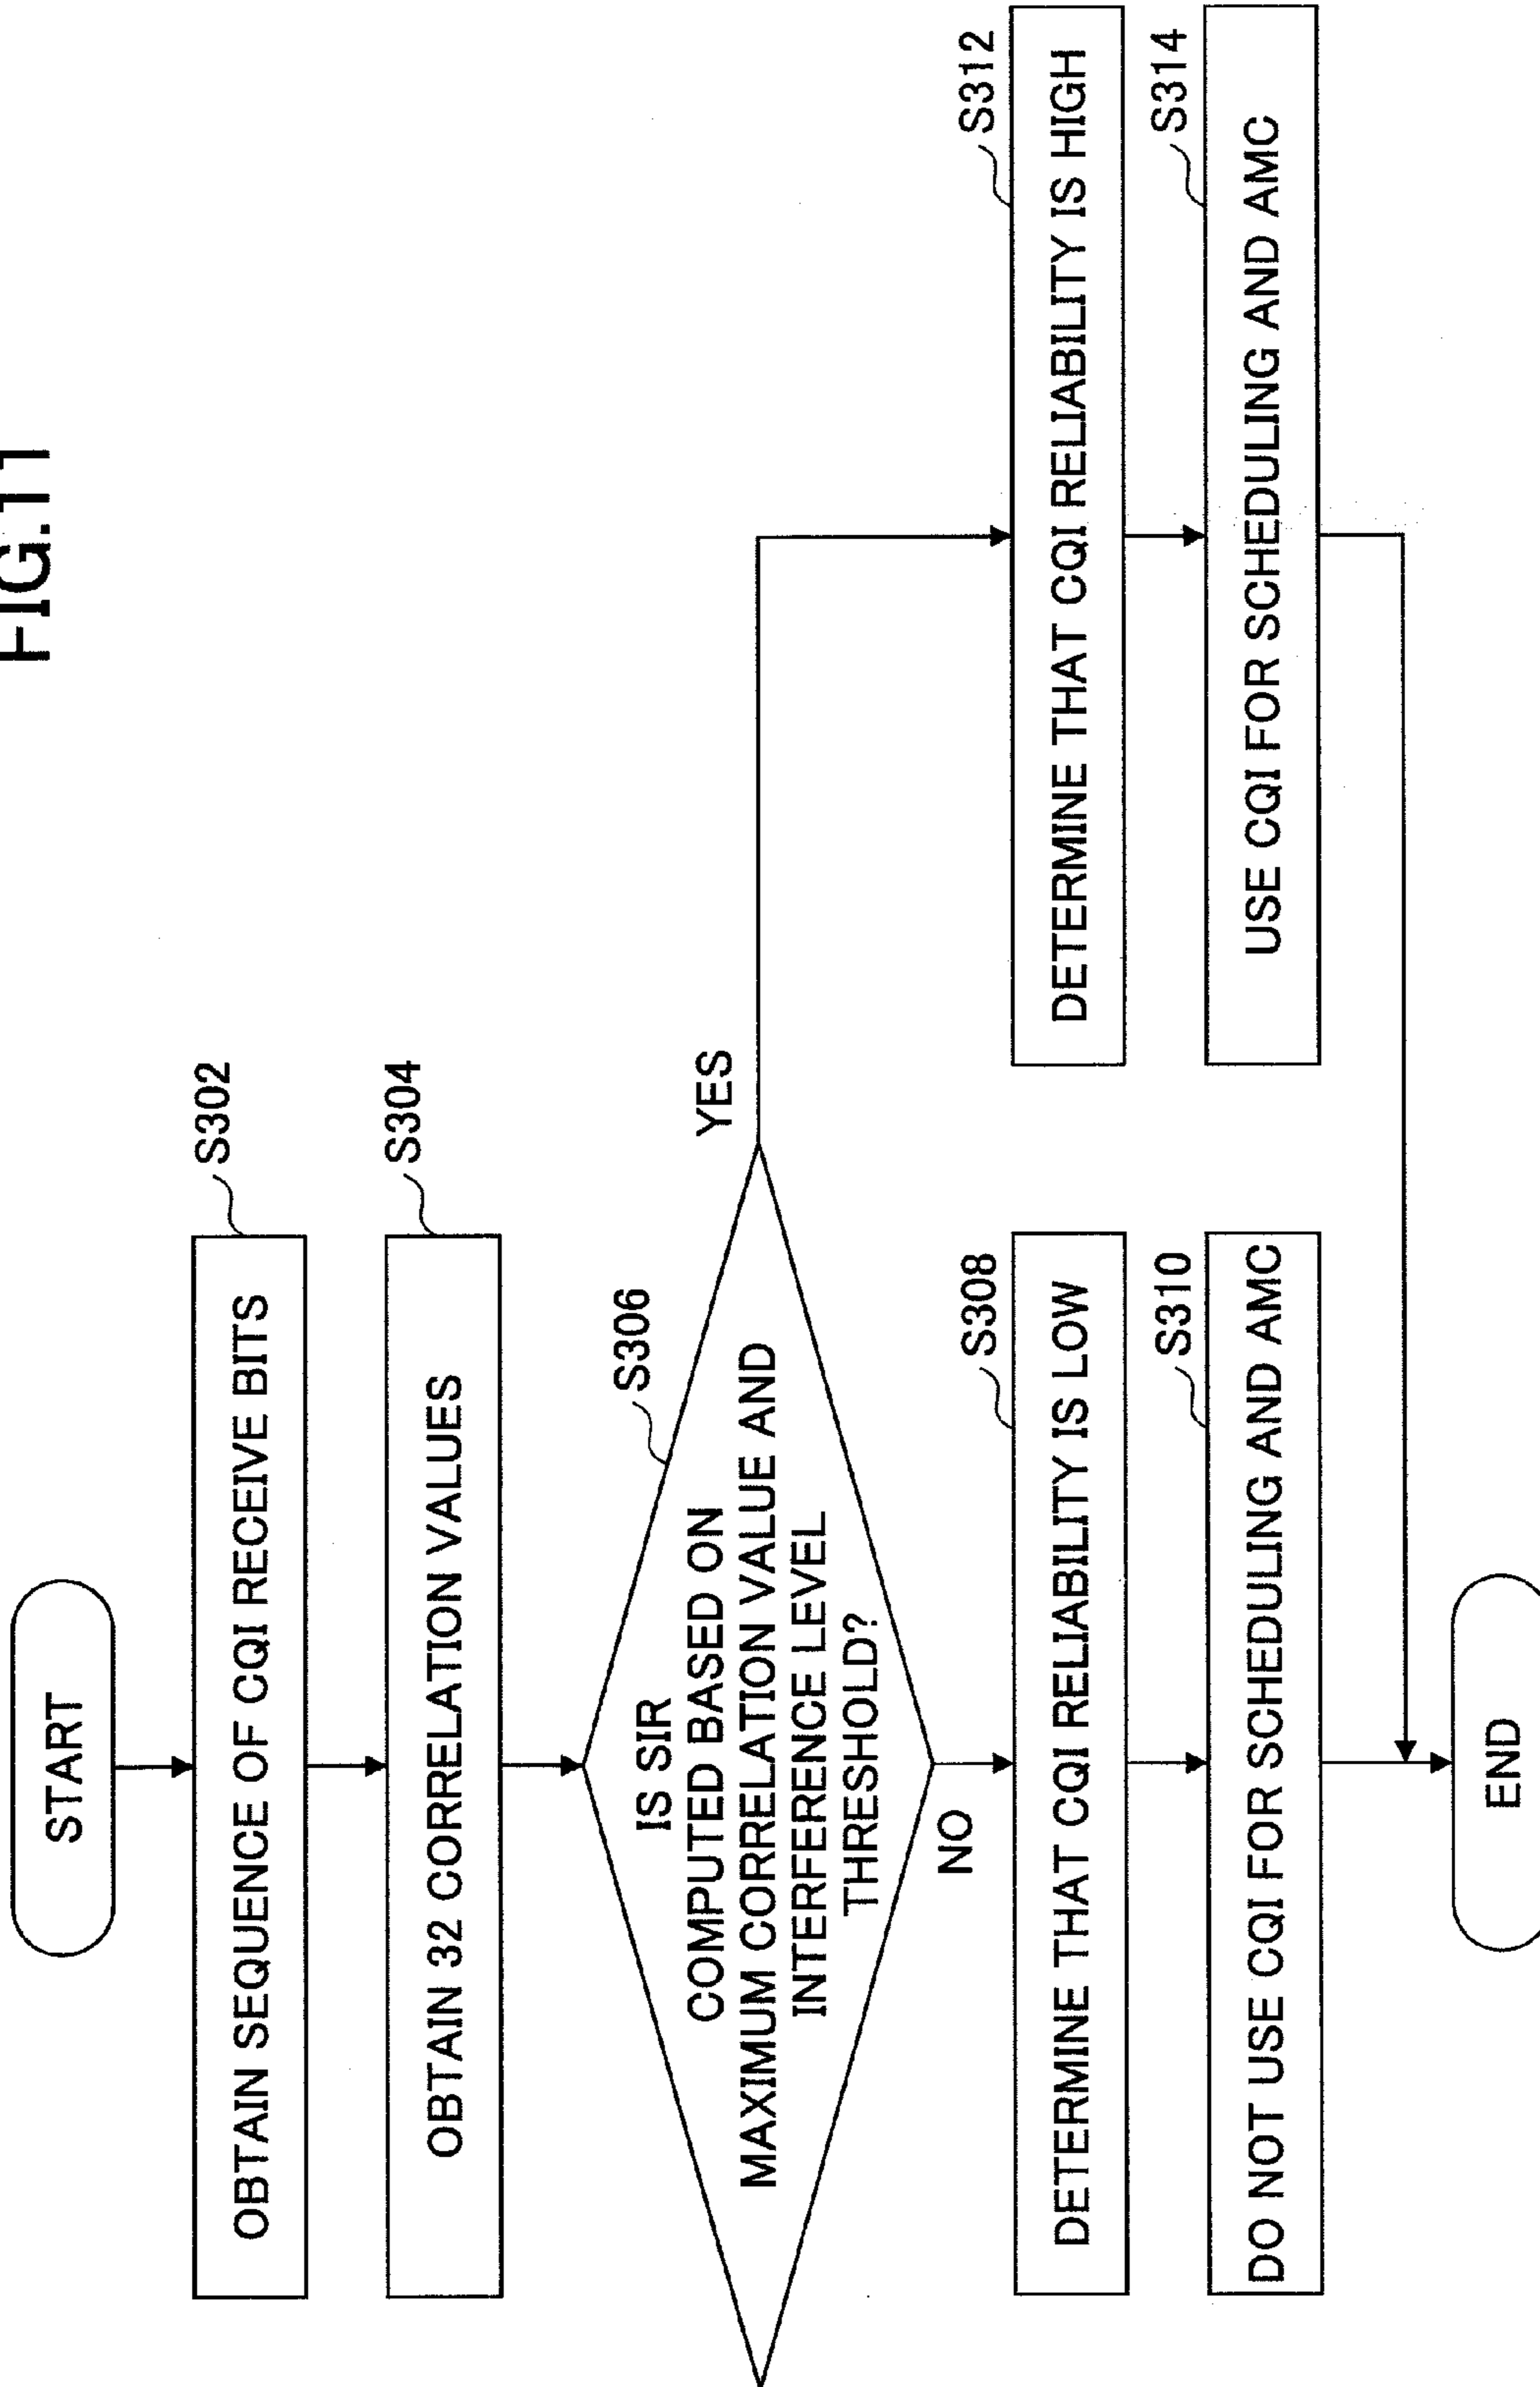 FIG.11
START
OBTAIN SEQUENCE OF CQI RECEIVE BITS
S302
OBTAIN 32 CORRELATION VALUES
S304
IS SIR
COMPUTED BASED ON
MAXIMUM CORRELATION VALUE AND
INTERFERENCE LEVEL
THRESHOLD?
S306
YES
NO
DETERMINE THAT CQI RELIABILITY IS LOW
S308
DO NOT USE CQI FOR SCHEDULING AND AMC
S310
DETERMINE THAT CQI RELIABILITY IS HIGH
S312
USE CQI FOR SCHEDULING AND AMC
S314
END